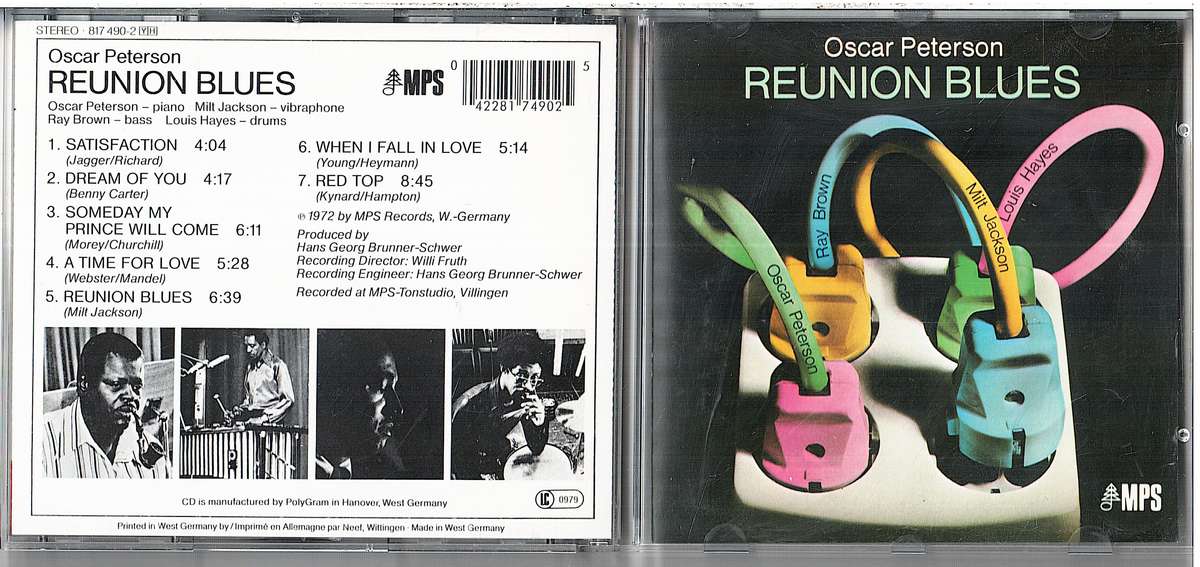 STEREO · 817 490-2 YH
Oscar Peterson
REUNION BLUES
MPS
0
5
42281 74902
Oscar Peterson – piano Milt Jackson – vibraphone
Ray Brown – bass Louis Hayes – drums
1. SATISFACTION 4:04
(Jagger/Richard)
2. DREAM OF YOU 4:17
(Benny Carter)
3. SOMEDAY MY
PRINCE WILL COME 6:11
(Morey/Churchill)
4. A TIME FOR LOVE 5:28
(Webster/Mandel)
5. REUNION BLUES 6:39
(Milt Jackson)
6. WHEN I FALL IN LOVE 5:14
(Young/Heymann)
7. RED TOP 8:45
(Kynard/Hampton)
℗ 1972 by MPS Records, W.-Germany
Produced by
Hans Georg Brunner-Schwer
Recording Director: Willi Fruth
Recording Engineer: Hans Georg Brunner-Schwer
Recorded at MPS-Tonstudio, Villingen
CD is manufactured by PolyGram in Hanover, West Germany
LC 0979
Printed in West Germany by / Imprimé en Allemagne par Neef, Wittingen · Made in West Germany
Oscar Peterson
REUNION BLUES
Ray Brown
Milt Jackson
Louis Hayes
Oscar Peterson
MPS